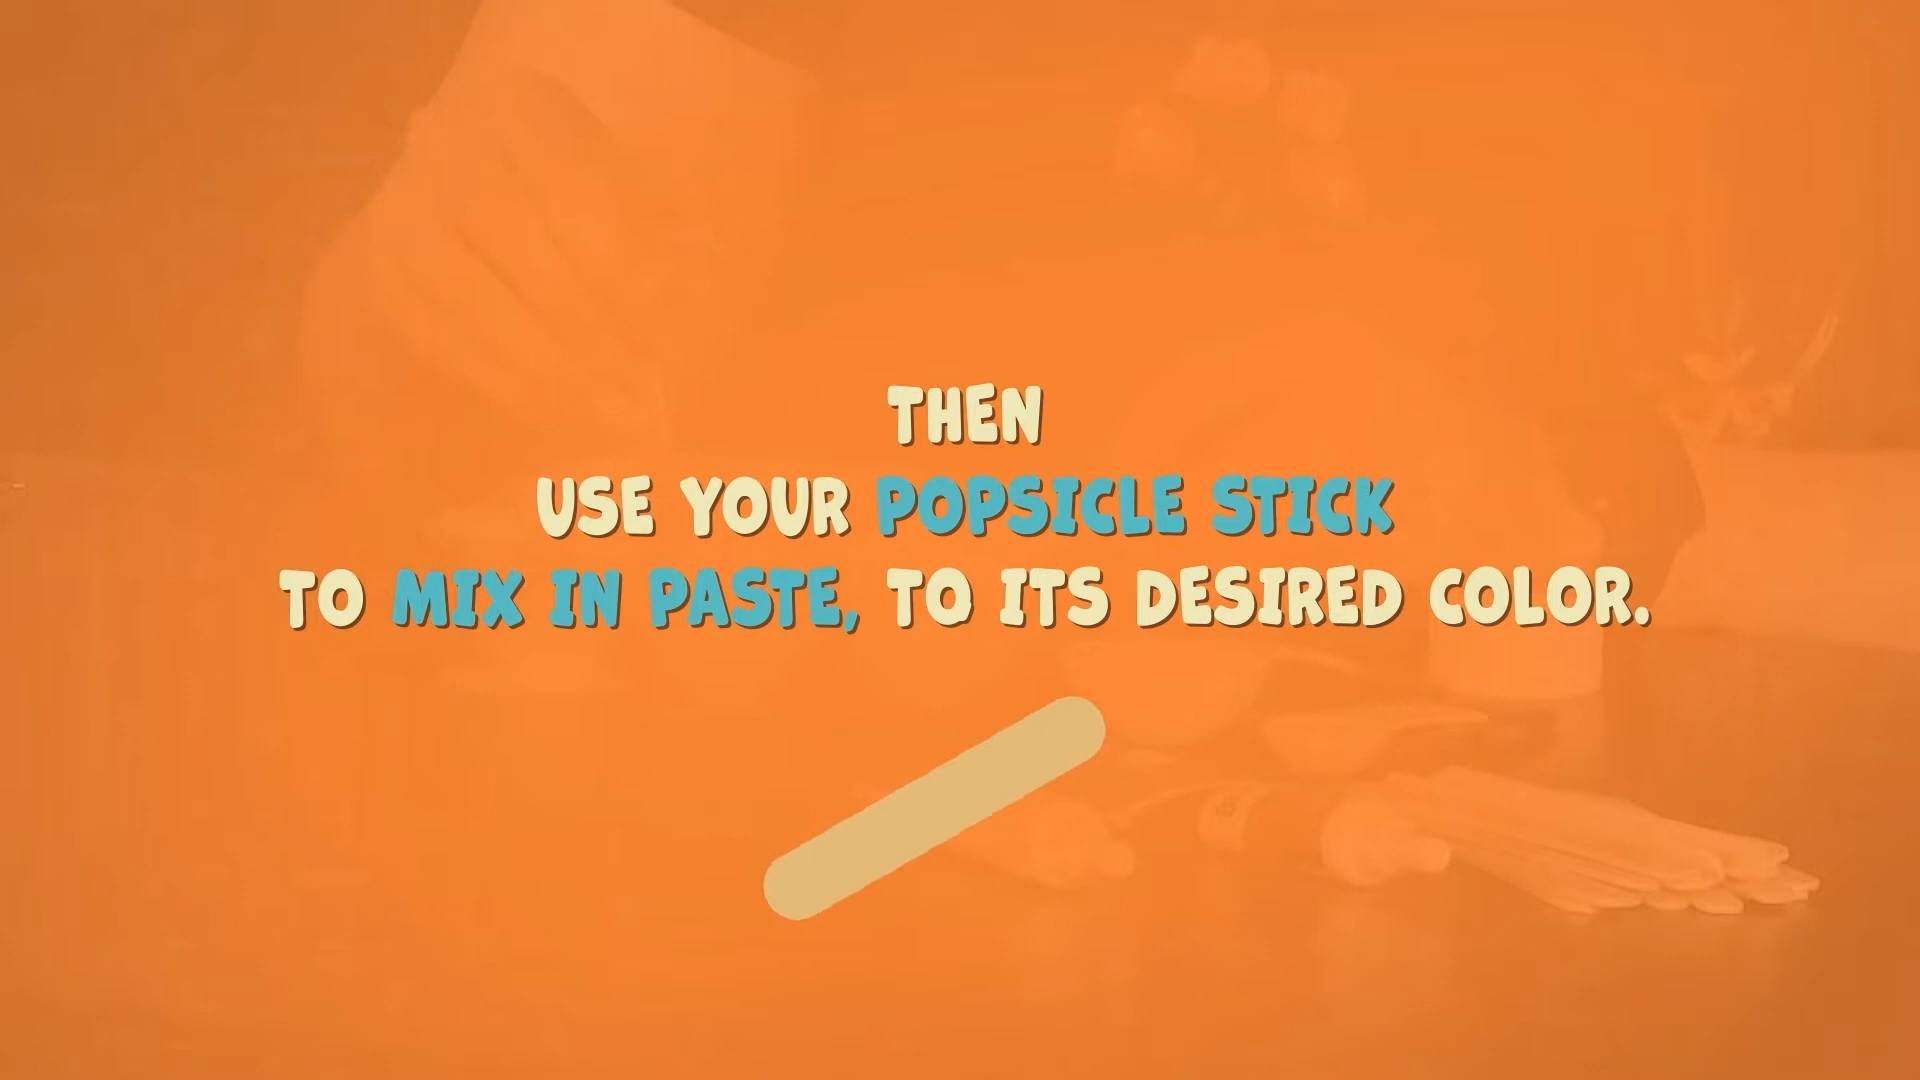 THEN
USE YOUR POPSICLE STICK
TO MIX IN PASTE, TO ITS DESIRED COLOR.